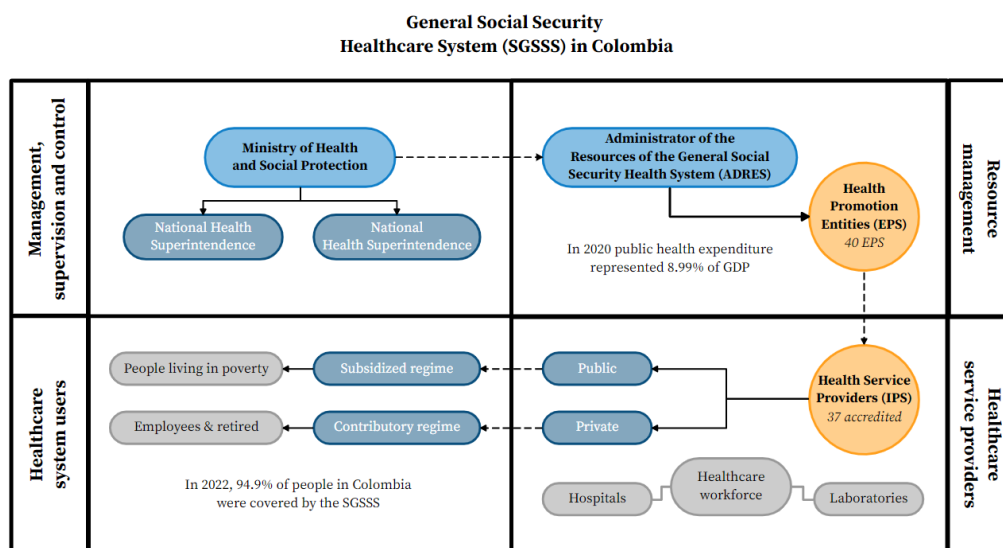 General Social Security
Healthcare System (SGSSS) in Colombia
Management,
supervision and control
Ministry of Health
and Social Protection
National Health
Superintendence
National
Health Superintendence
Administrator of the
Resources of the General Social
Security Health System (ADRES)
Health
Promotion
Entities (EPS)
40 EPS
In 2020 public health expenditure
represented 8.99% of GDP
Resource
management
Healthcare
system users
People living in poverty
Subsidized regime
Public
Employees & retired
Contributory regime
Private
Health Service
Providers (IPS)
37 accredited
In 2022, 94.9% of people in Colombia
were covered by the SGSSS
Hospitals
Healthcare
workforce
Laboratories
Healthcare
service providers